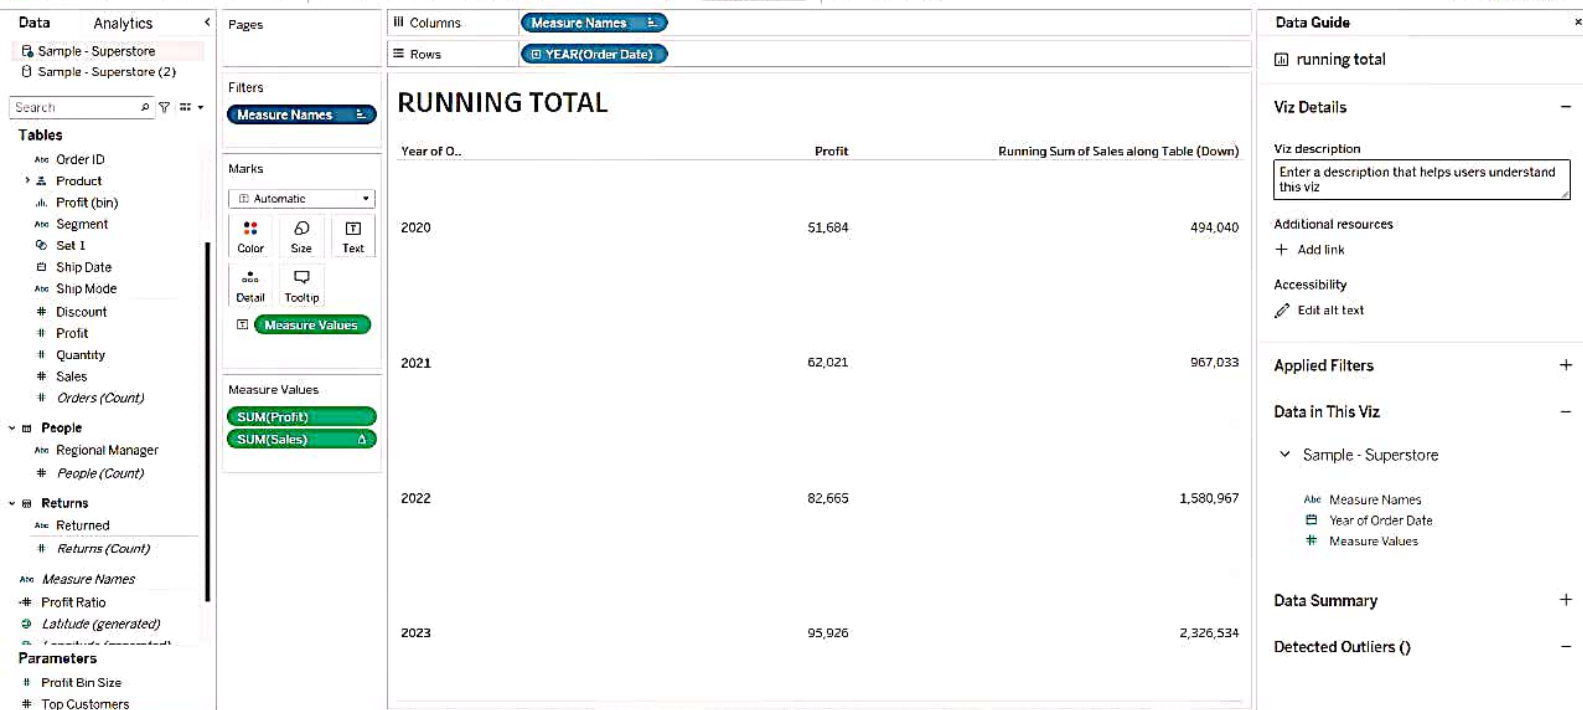 Data
Analytics
Sample - Superstore
Sample - Superstore (2)
Search
Tables
Abc Order ID
Product
Profit (bin)
Abc Segment
Set 1
Ship Date
Abc Ship Mode
# Discount
# Profit
# Quantity
# Sales
# Orders (Count)
People
Abc Regional Manager
# People (Count)
Returns
Abc Returned
# Returns (Count)
Abc Measure Names
# Profit Ratio
Latitude (generated)
Parameters
# Profit Bin Size
# Top Customers
Pages
Filters
Measure Names
Marks
Automatic
Color
Size
Text
Detail
Tooltip
Measure Values
Measure Values
SUM(Profit)
SUM(Sales)
Columns
Measure Names
Rows
YEAR(Order Date)
RUNNING TOTAL
Year of O.. Profit Running Sum of Sales along Table (Down)
2020 51,684 494,040
2021 62,021 967,033
2022 82,665 1,580,967
2023 95,926 2,326,534
Data Guide
running total
Viz Details
Viz description
Enter a description that helps users understand
this viz
Additional resources
+ Add link
Accessibility
Edit alt text
Applied Filters
Data in This Viz
Sample - Superstore
Abc Measure Names
Year of Order Date
# Measure Values
Data Summary
Detected Outliers ()